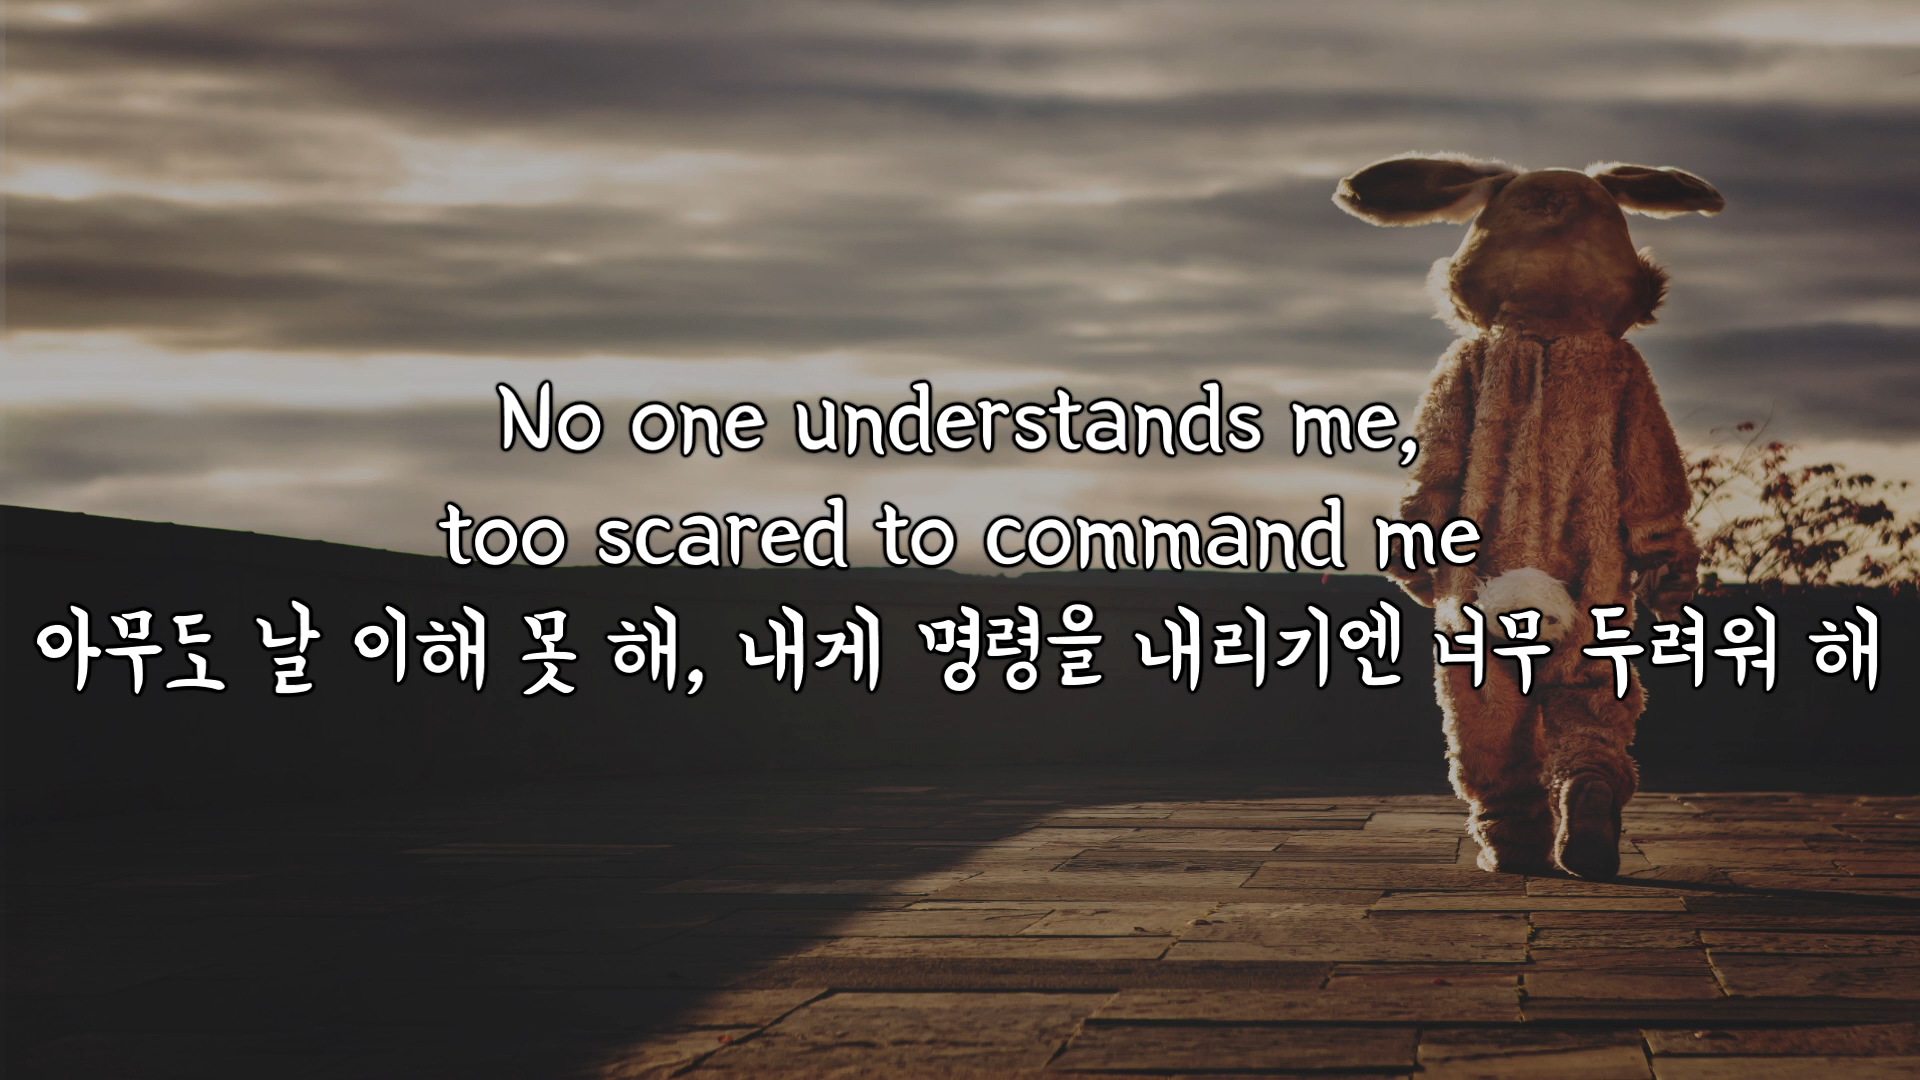 No one understands me,
too scared to command me
아무도 날 이해 못 해, 내게 명령을 내리기엔 너무 두려워 해